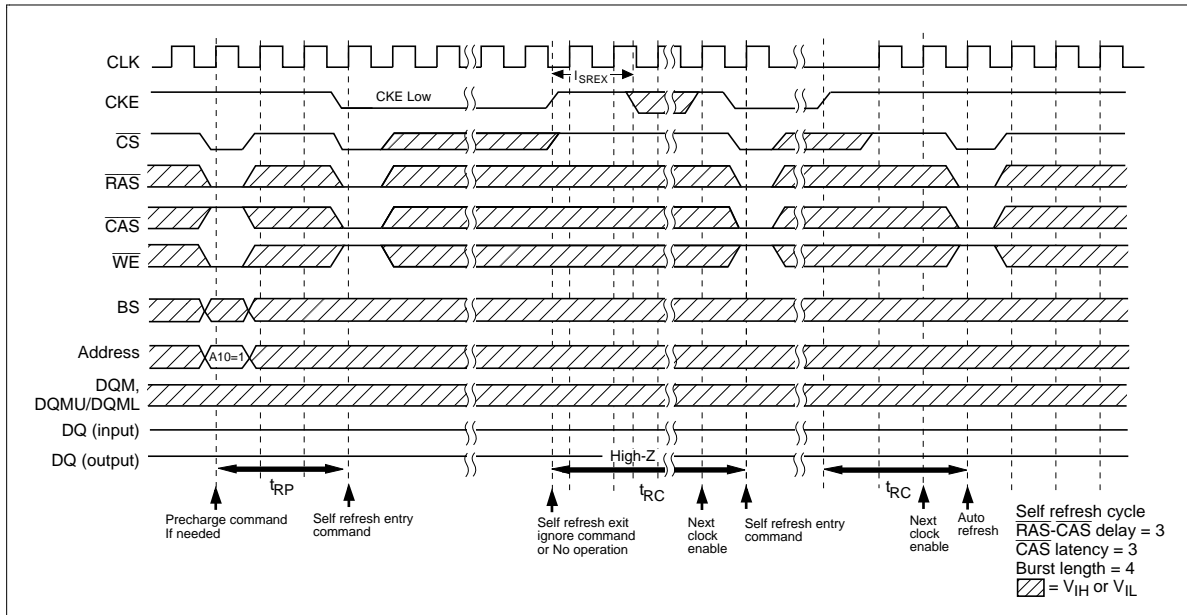 CLK
lSREX
CKE
CKE Low
CS
RAS
CAS
WE
BS
Address
A10=1
DQM,
DQMU/DQML
DQ (input)
DQ (output)
High-Z
tRP
tRC
tRC
Precharge command
If needed
Self refresh entry
command
Self refresh exit
ignore command
or No operation
Next
clock
enable
Self refresh entry
command
Next
clock
enable
Auto
refresh
Self refresh cycle
RAS-CAS delay = 3
CAS latency = 3
Burst length = 4
= VIH or VIL